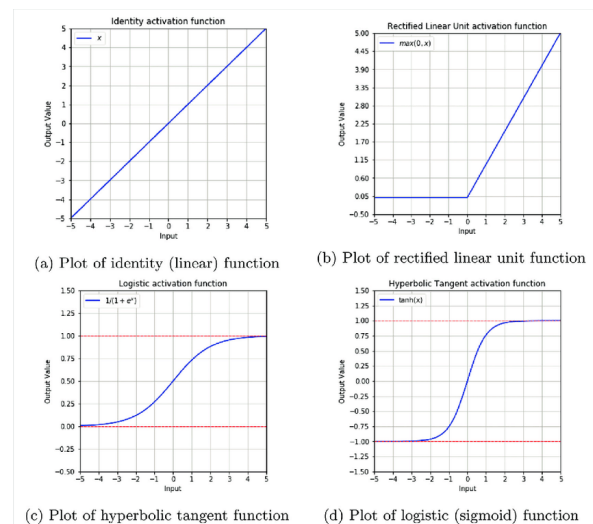 Identity activation function
x
Output Value
5
4
3
2
1
0
−1
−2
−3
−4
−5
−5 −4 −3 −2 −1 0 1 2 3 4 5
Input
(a) Plot of identity (linear) function
Rectified Linear Unit activation function
max(0, x)
Output Value
5.00
4.45
3.90
3.35
2.80
2.25
1.70
1.15
0.60
0.05
−0.50
−5 −4 −3 −2 −1 0 1 2 3 4 5
Input
(b) Plot of rectified linear unit function
Logistic activation function
1/(1 + eˣ)
Output Value
1.50
1.25
1.00
0.75
0.50
0.25
0.00
−0.25
−0.50
−5 −4 −3 −2 −1 0 1 2 3 4 5
Input
(c) Plot of hyperbolic tangent function
Hyperbolic Tangent activation function
tanh(x)
Output Value
1.50
1.25
1.00
0.75
0.50
0.25
0.00
−0.25
−0.50
−0.75
−1.00
−1.25
−1.50
−5 −4 −3 −2 −1 0 1 2 3 4 5
Input
(d) Plot of logistic (sigmoid) function